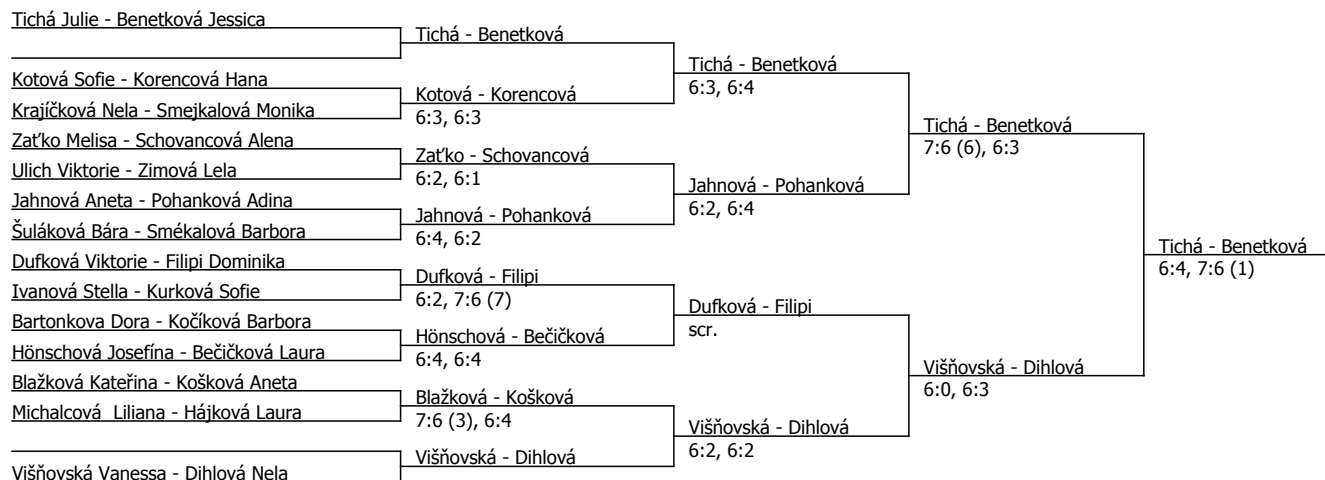 Tichá Julie - Benetková Jessica
Kotová Sofie - Korencová Hana
Krajíčková Nela - Smejkalová Monika
Zaťko Melisa - Schovancová Alena
Ulich Viktorie - Zimová Lela
Jahnová Aneta - Pohanková Adina
Šuláková Bára - Smékalová Barbora
Dufková Viktorie - Filipi Dominika
Ivanová Stella - Kurková Sofie
Bartonkova Dora - Kočíková Barbora
Hönschová Josefína - Bečičková Laura
Blažková Kateřina - Košková Aneta
Michalcová  Liliana - Hájková Laura
Višňovská Vanessa - Dihlová Nela
Tichá - Benetková
Kotová - Korencová
6:3, 6:3
Zaťko - Schovancová
6:2, 6:1
Jahnová - Pohanková
6:4, 6:2
Dufková - Filipi
6:2, 7:6 (7)
Hönschová - Bečičková
6:4, 6:4
Blažková - Košková
7:6 (3), 6:4
Višňovská - Dihlová
Tichá - Benetková
6:3, 6:4
Jahnová - Pohanková
6:2, 6:4
Dufková - Filipi
scr.
Višňovská - Dihlová
6:2, 6:2
Tichá - Benetková
7:6 (6), 6:3
Višňovská - Dihlová
6:0, 6:3
Tichá - Benetková
6:4, 7:6 (1)